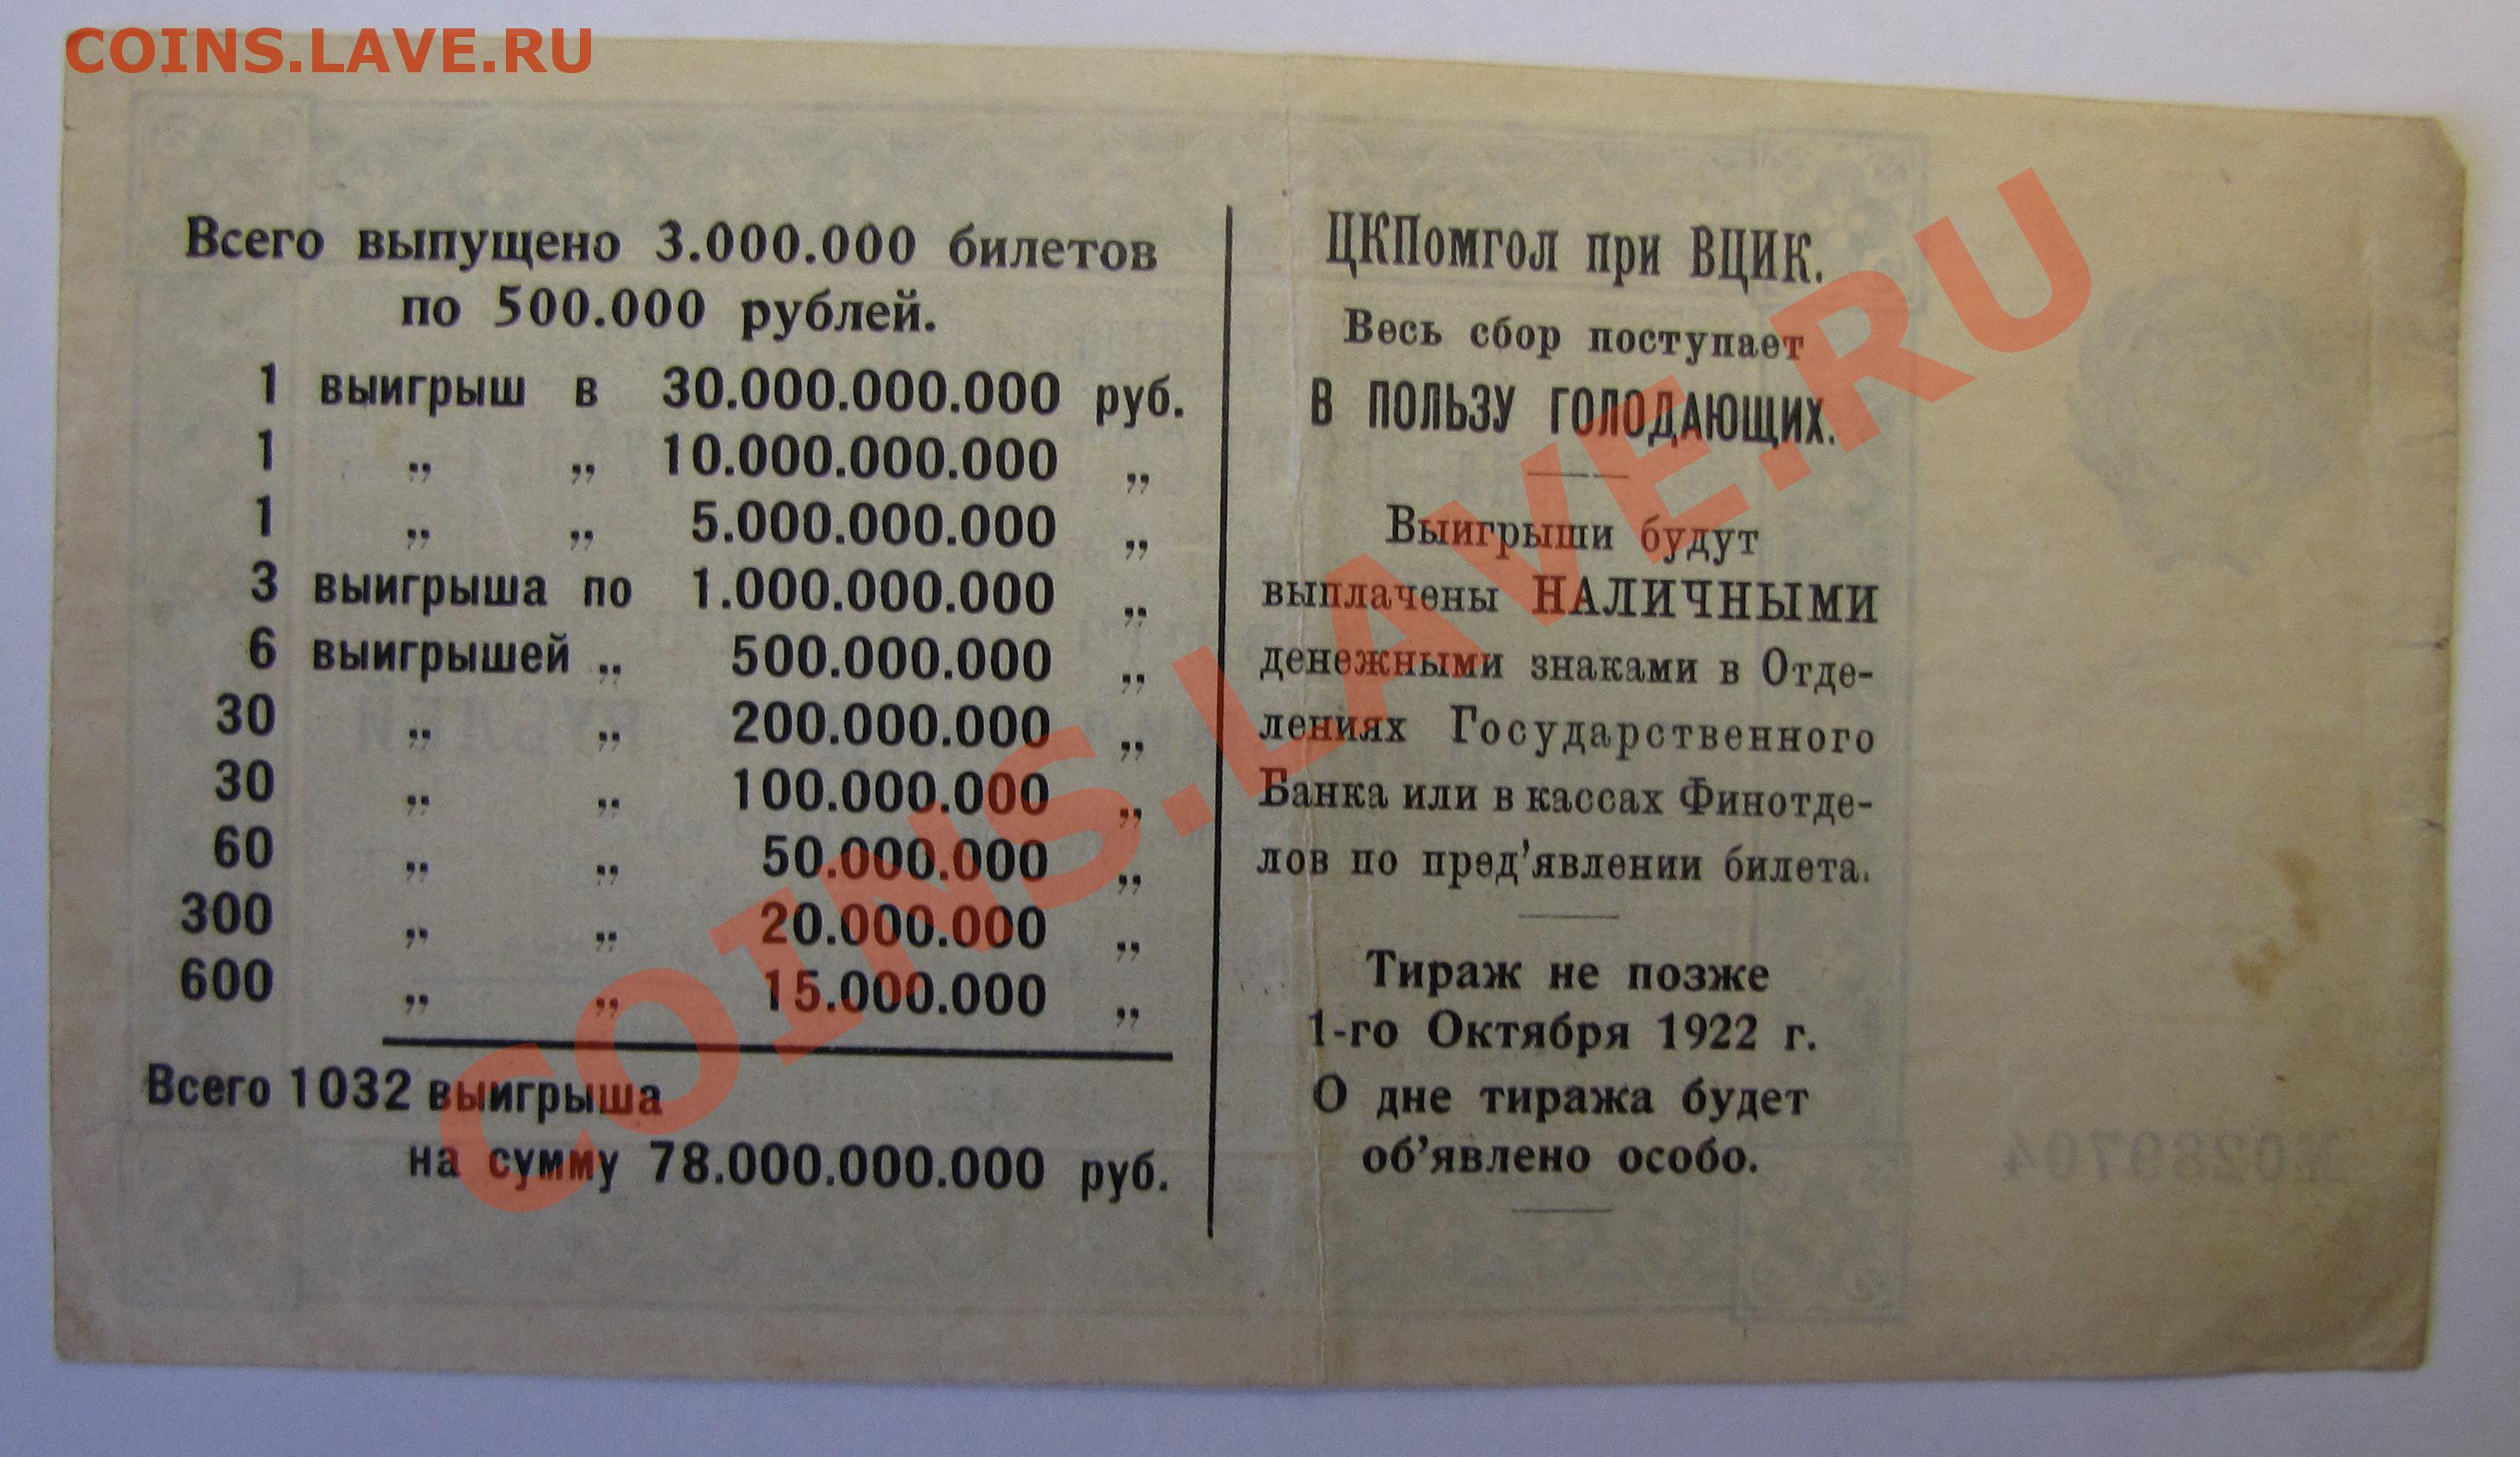 COINS.LAVE.RU
Всего выпущено 3.000.000 билетов
по 500.000 рублей.
1 выигрыш в 30.000.000.000 руб.
1 „ „ 10.000.000.000 „
1 „ „ 5.000.000.000 „
3 выигрыша по 1.000.000.000 „
6 выигрышей „ 500.000.000 „
30 „ „ 200.000.000 „
30 „ „ 100.000.000 „
60 „ „ 50.000.000 „
300 „ „ 20.000.000 „
600 „ „ 15.000.000 „
Всего 1032 выигрыша
на сумму 78.000.000.000 руб.
ЦКПомгол при ВЦИК.
Весь сбор поступает
В ПОЛЬЗУ ГОЛОДАЮЩИХ.
Выигрыши будут
выплачены НАЛИЧНЫМИ
денежными знаками в Отде-
лениях Государственного
Банка или в кассах Финотде-
лов по пред'явлении билета.
Тираж не позже
1-го Октября 1922 г.
О дне тиража будет
об'явлено особо.
№0289704
COINS.LAVE.RU